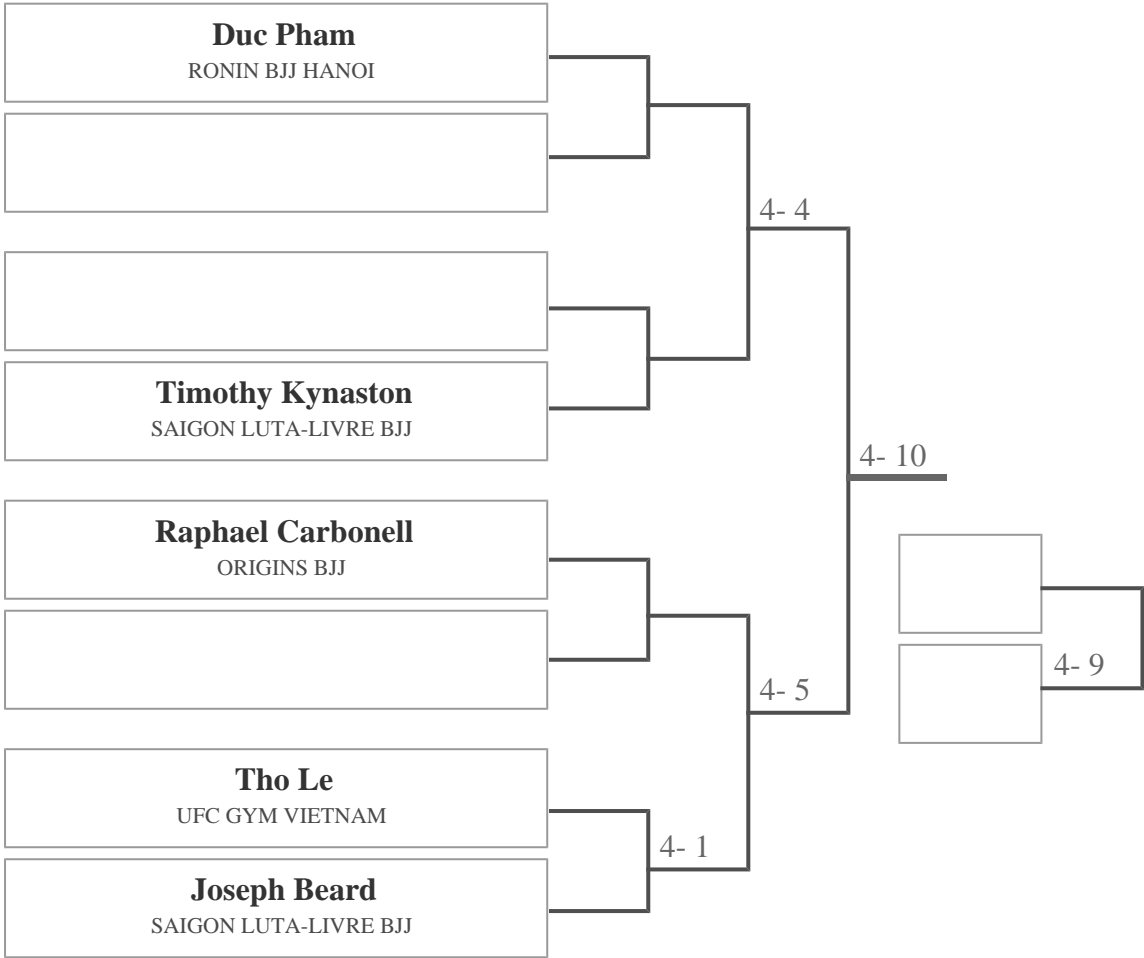 Duc Pham
RONIN BJJ HANOI
4- 4
Timothy Kynaston
SAIGON LUTA-LIVRE BJJ
4- 10
Raphael Carbonell
ORIGINS BJJ
4- 9
4- 5
Tho Le
UFC GYM VIETNAM
4- 1
Joseph Beard
SAIGON LUTA-LIVRE BJJ